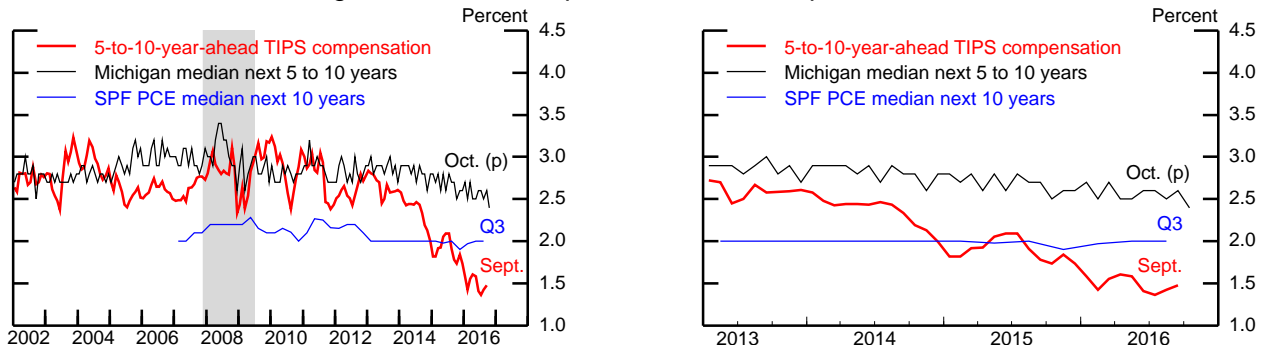 Percent
4.5
5-to-10-year-ahead TIPS compensation
4.0
Michigan median next 5 to 10 years
SPF PCE median next 10 years
3.5
Oct. (p)
3.0
2.5
Q3
2.0
Sept.
1.5
1.0
2002 2004 2006 2008 2010 2012 2014 2016
Percent
4.5
5-to-10-year-ahead TIPS compensation
4.0
Michigan median next 5 to 10 years
SPF PCE median next 10 years
3.5
3.0
Oct. (p)
2.5
Q3
2.0
Sept.
1.5
1.0
2013 2014 2015 2016